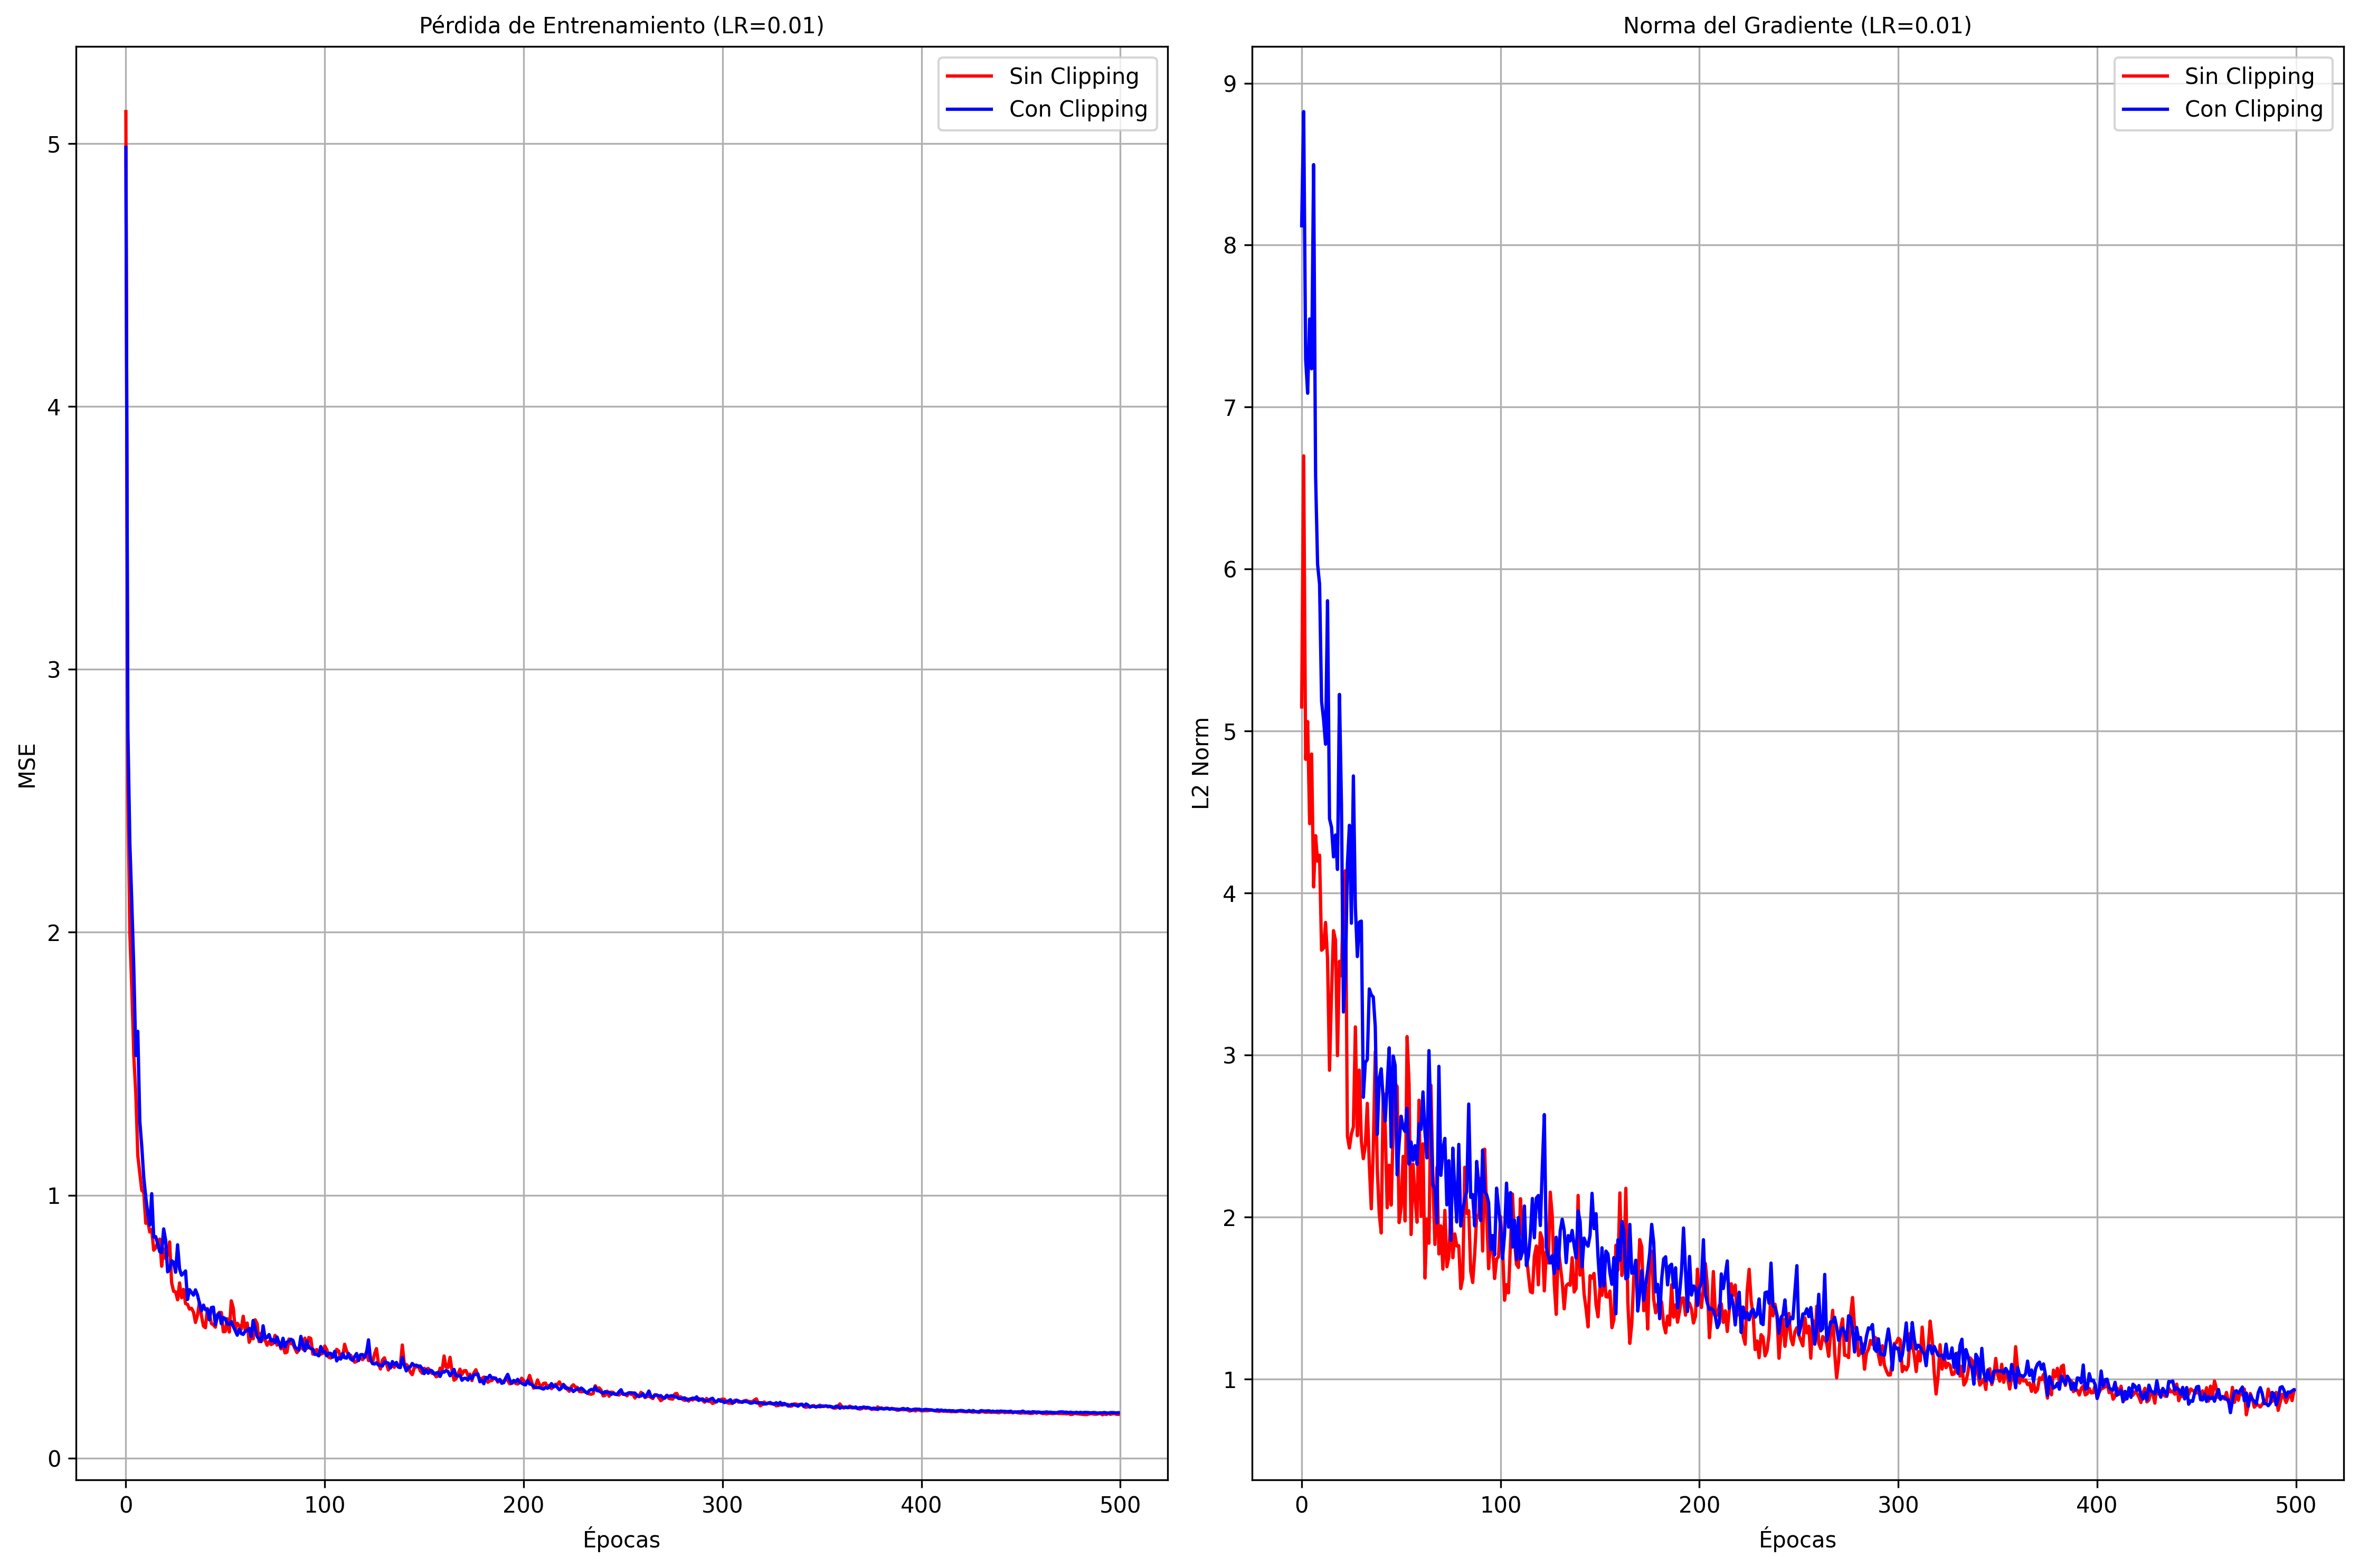 Pérdida de Entrenamiento (LR=0.01)
Sin Clipping
Con Clipping
MSE
5
4
3
2
1
0
0 100 200 300 400 500
Épocas
Norma del Gradiente (LR=0.01)
Sin Clipping
Con Clipping
L2 Norm
9
8
7
6
5
4
3
2
1
0 100 200 300 400 500
Épocas